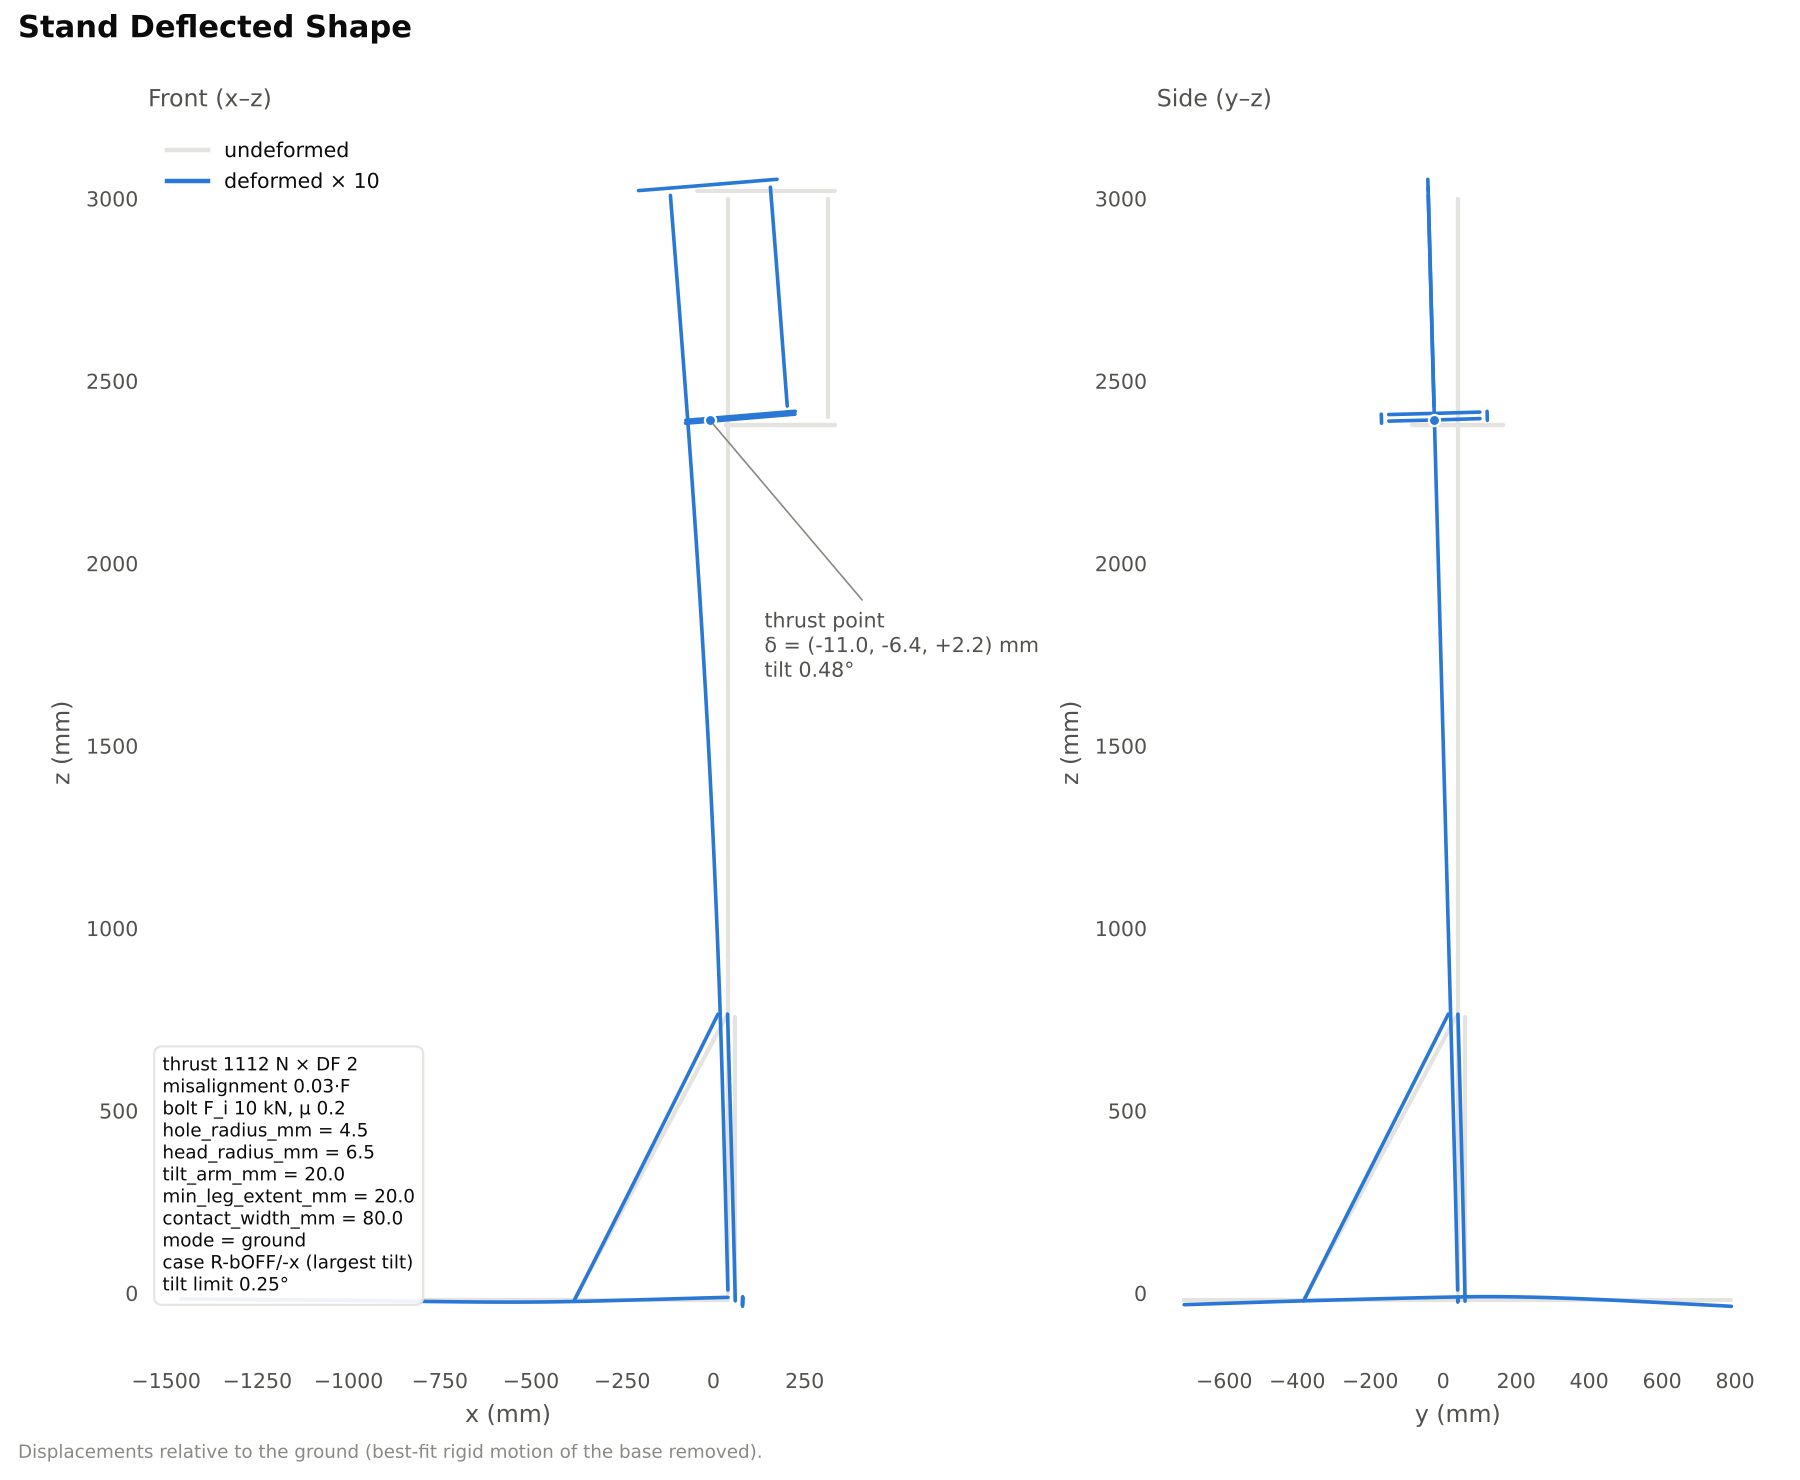 Stand Deflected Shape
Front (x–z)
undeformed
deformed × 10
3000
2500
2000
1500
1000
500
0
z (mm)
thrust point
δ = (-11.0, -6.4, +2.2) mm
tilt 0.48°
thrust 1112 N × DF 2
misalignment 0.03·F
bolt F_i 10 kN, μ 0.2
hole_radius_mm = 4.5
head_radius_mm = 6.5
tilt_arm_mm = 20.0
min_leg_extent_mm = 20.0
contact_width_mm = 80.0
mode = ground
case R-bOFF/-x (largest tilt)
tilt limit 0.25°
−1500 −1250 −1000 −750 −500 −250 0 250
x (mm)
Side (y–z)
3000
2500
2000
1500
1000
500
0
z (mm)
−600 −400 −200 0 200 400 600 800
y (mm)
Displacements relative to the ground (best-fit rigid motion of the base removed).